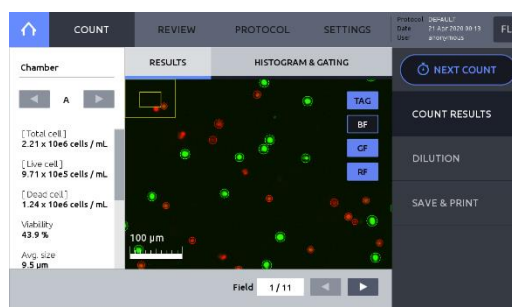 COUNT
REVIEW
PROTOCOL
SETTINGS
Protocol DEFAULT
Date 21 Apr 2020 00:13
User anonymous
FL
Chamber
A
[Total cell]
2.21 x 10e6 cells / mL
[Live cell]
9.71 x 10e5 cells / mL
[Dead cell]
1.24 x 10e6 cells / mL
Viability
43.9 %
Avg. size
9.5 µm
RESULTS
HISTOGRAM & GATING
TAG
BF
GF
RF
100 µm
Field 1 / 11
NEXT COUNT
COUNT RESULTS
DILUTION
SAVE & PRINT